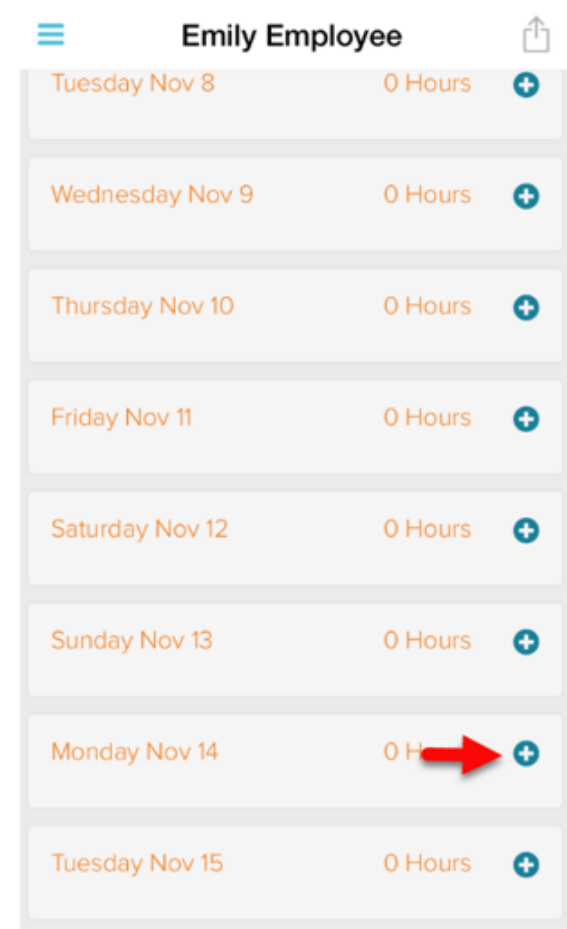 Emily Employee
Tuesday Nov 8 0 Hours
Wednesday Nov 9 0 Hours
Thursday Nov 10 0 Hours
Friday Nov 11 0 Hours
Saturday Nov 12 0 Hours
Sunday Nov 13 0 Hours
Monday Nov 14 0
Tuesday Nov 15 0 Hours